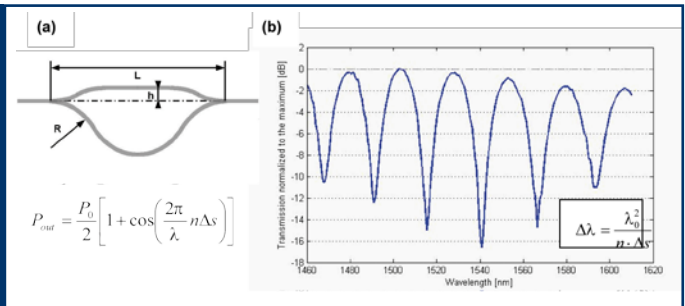 (a)
L
h
R
P_out = P_0/2 [1 + cos(2π/λ nΔs)]
(b)
Transmission normalized to the maximum [dB]
2
0
-2
-4
-6
-8
-10
-12
-14
-16
-18
1460 1480 1500 1520 1540 1560 1580 1600 1620
Wavelength [nm]
Δλ = λ_0^2 / n · Δs